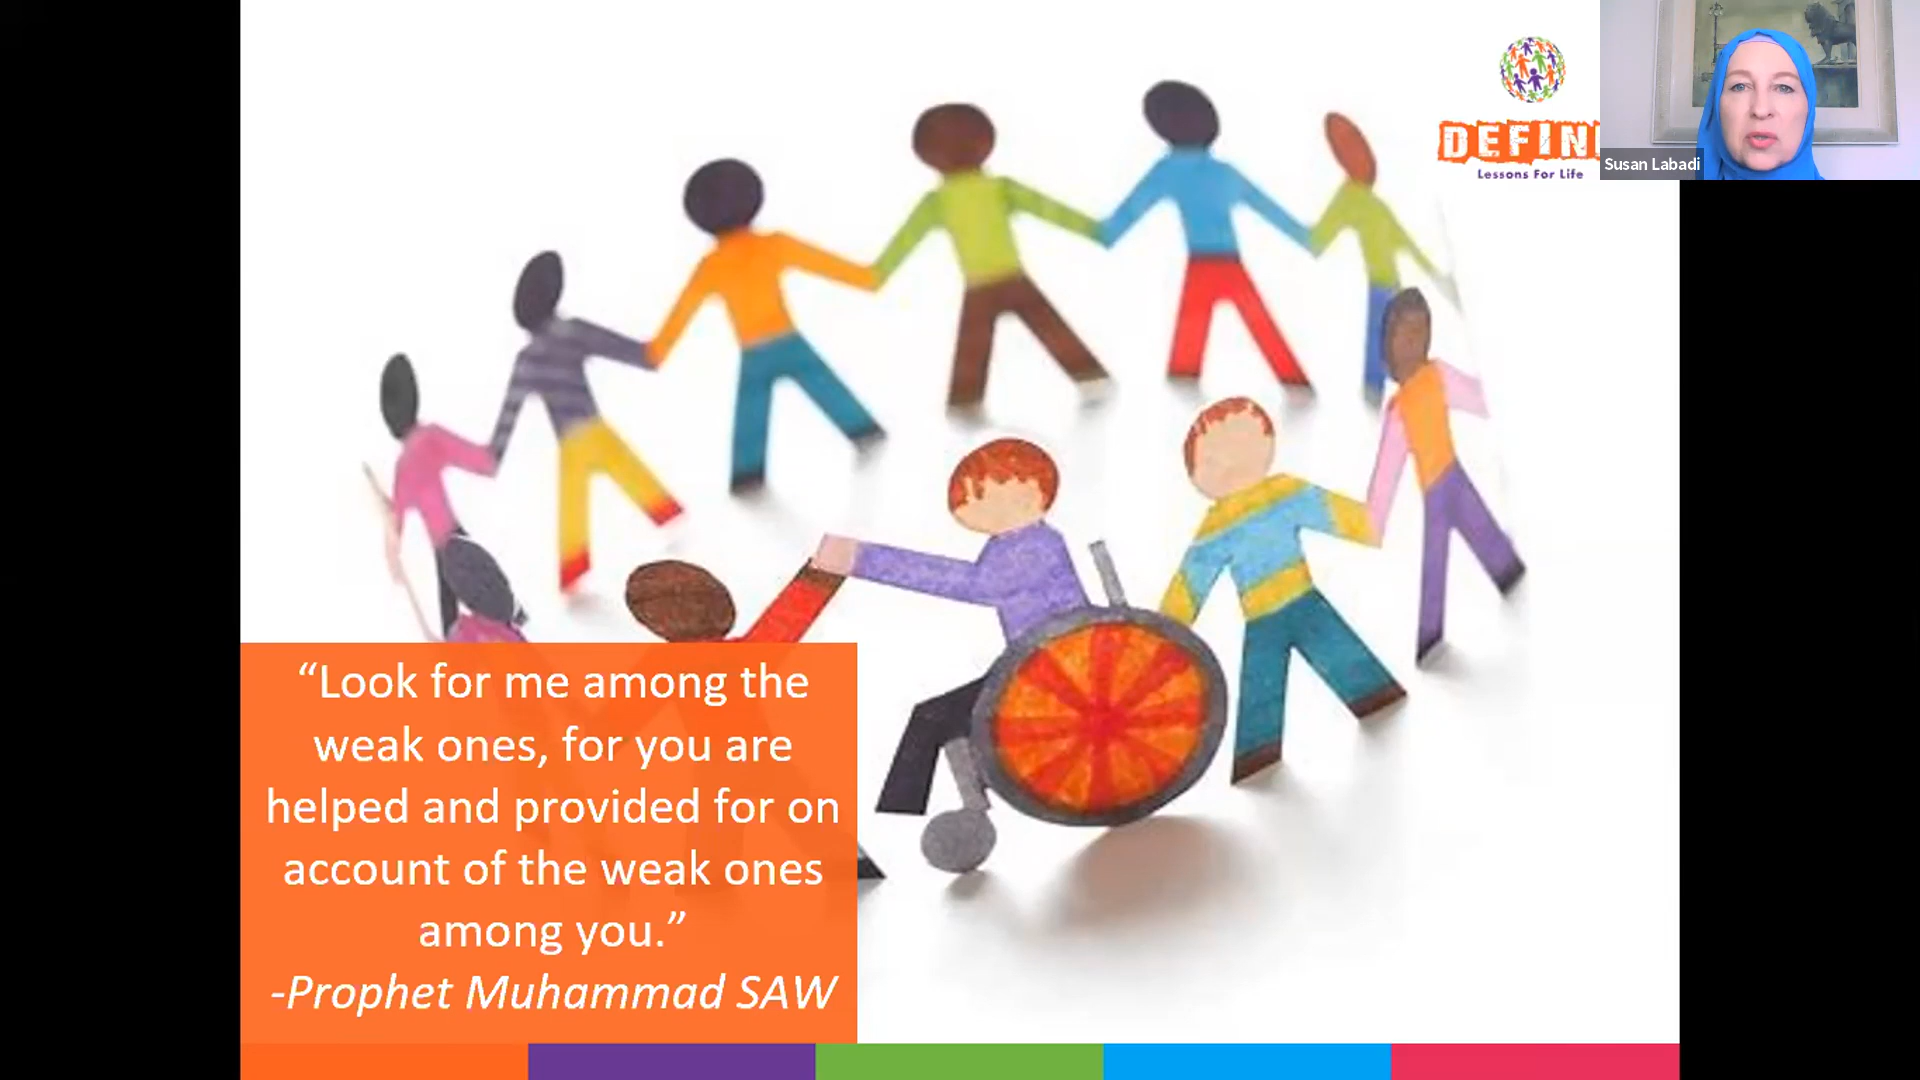 DEFIN
Lessons For Life
Susan Labadi
“Look for me among the
weak ones, for you are
helped and provided for on
account of the weak ones
among you.”
-Prophet Muhammad SAW